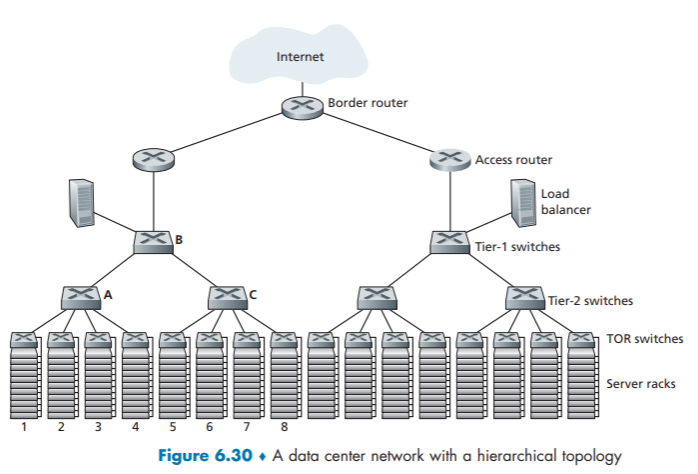 Internet
Border router
Access router
Load
balancer
B
Tier-1 switches
A
C
Tier-2 switches
TOR switches
Server racks
1 2 3 4 5 6 7 8
Figure 6.30 ♦ A data center network with a hierarchical topology